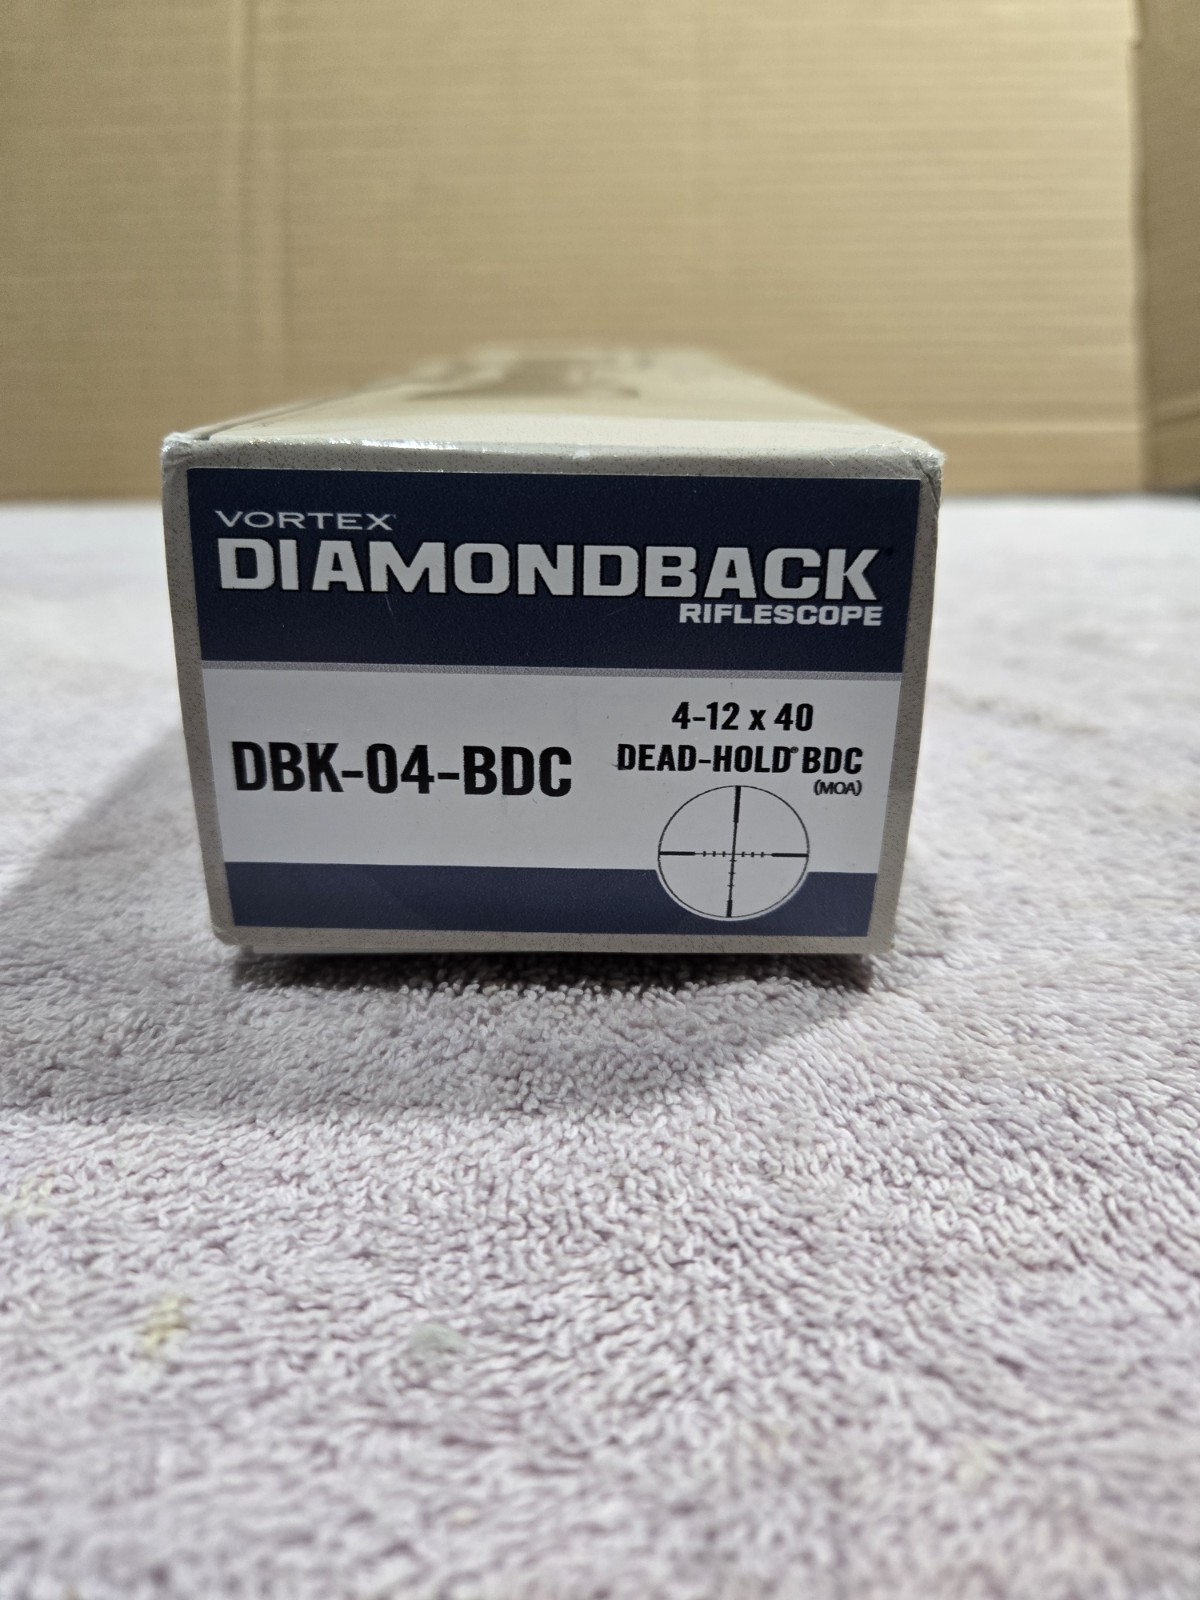 VORTEX
DIAMONDBACK
RIFLESCOPE
4-12 x 40
DBK-04-BDC
DEAD-HOLD® BDC
(MOA)